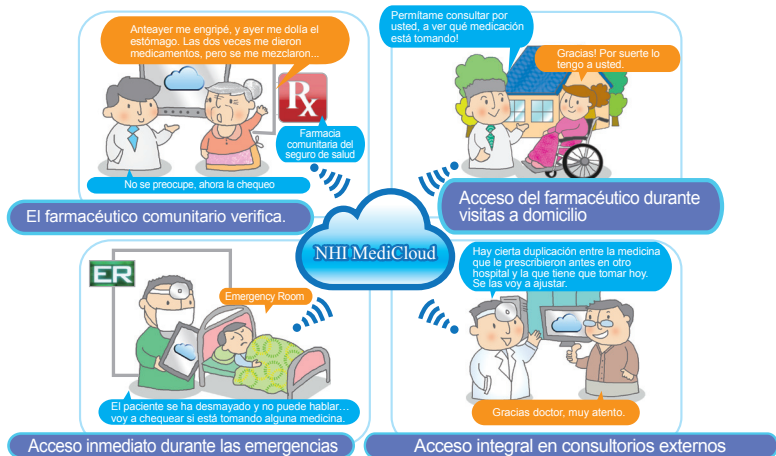 Anteayer me engripé, y ayer me dolía el
estómago. Las dos veces me dieron
medicamentos, pero se me mezclaron...
Rx
Farmacia
comunitaria del
seguro de salud
No se preocupe, ahora la chequeo
El farmacéutico comunitario verifica.
Permítame consultar por
usted, a ver qué medicación
está tomando!
Gracias! Por suerte lo
tengo a usted.
Acceso del farmacéutico durante
visitas a domicilio
NHI MediCloud
ER
Emergency Room
El paciente se ha desmayado y no puede hablar...
voy a chequear si está tomando alguna medicina.
Acceso inmediato durante las emergencias
Hay cierta duplicación entre la medicina
que le prescribieron antes en otro
hospital y la que tiene que tomar hoy.
Se las voy a ajustar.
Gracias doctor, muy atento.
Acceso integral en consultorios externos